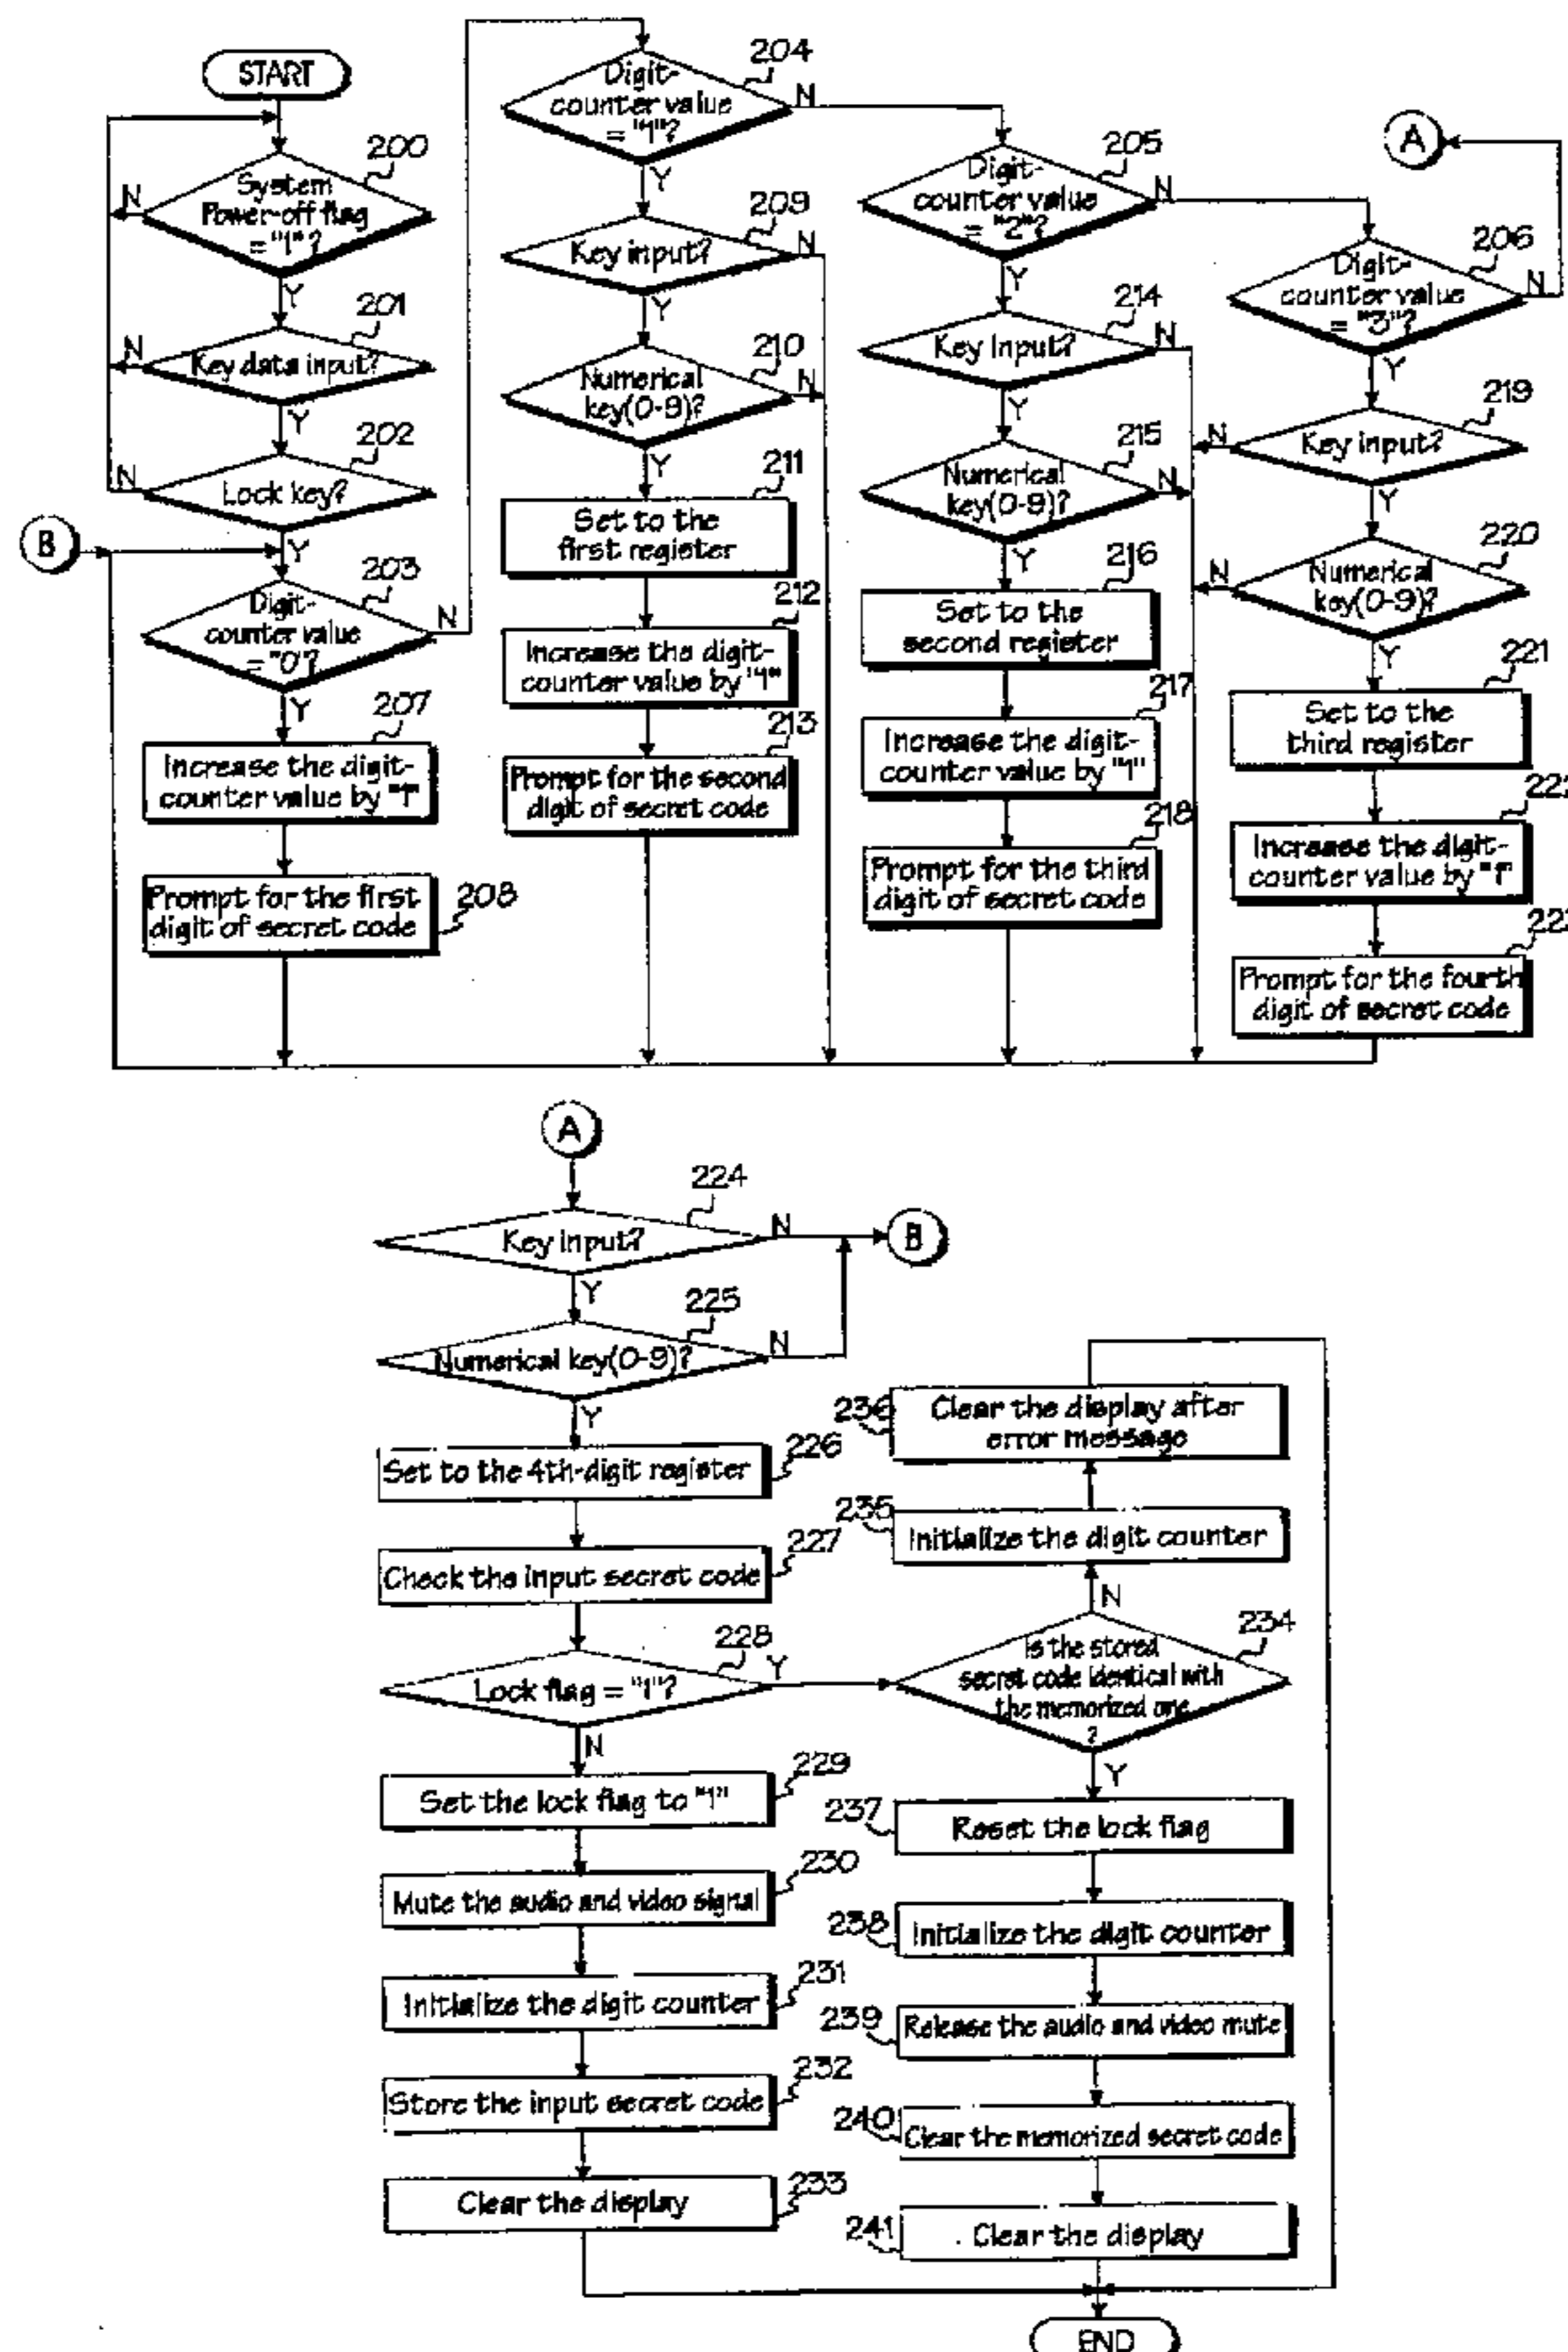 START
200
System
Power-off flag
= "1"?
N
Y
201
Key data input?
N
Y
202
Lock key?
N
Y
B
203
Digit-
counter value
= "0"?
N
Y
207
Increase the digit-
counter value by "1"
Prompt for the first
digit of secret code
208
204
Digit-
counter value
= "1"?
N
Y
209
Key input?
N
Y
210
Numerical
key(0-9)?
N
Y
211
Set to the
first register
212
Increase the digit-
counter value by "1"
213
Prompt for the second
digit of secret code
205
Digit-
counter value
= "2"?
N
Y
214
Key input?
N
Y
215
Numerical
key(0-9)?
N
Y
216
Set to the
second register
217
Increase the digit-
counter value by "1"
218
Prompt for the third
digit of secret code
A
206
Digit-
counter value
= "3"?
N
Y
219
Key input?
N
Y
220
Numerical
key(0-9)?
N
Y
221
Set to the
third register
Increase the digit-
counter value by "1"
Prompt for the fourth
digit of secret code
A
224
Key input?
N
B
Y
225
Numerical key(0-9)?
N
Y
226
Set to the 4th-digit register
227
Check the input secret code
228
Lock flag = "1"?
Y
N
229
Set the lock flag to "1"
230
Mute the audio and video signal
231
Initialize the digit counter
232
Store the input secret code
233
Clear the display
236
Clear the display after
error message
235
Initialize the digit counter
N
234
Is the stored
secret code identical with
the memorized one
?
Y
237
Reset the lock flag
238
Initialize the digit counter
239
Release the audio and video mute
240
Clear the memorized secret code
241
Clear the display
END